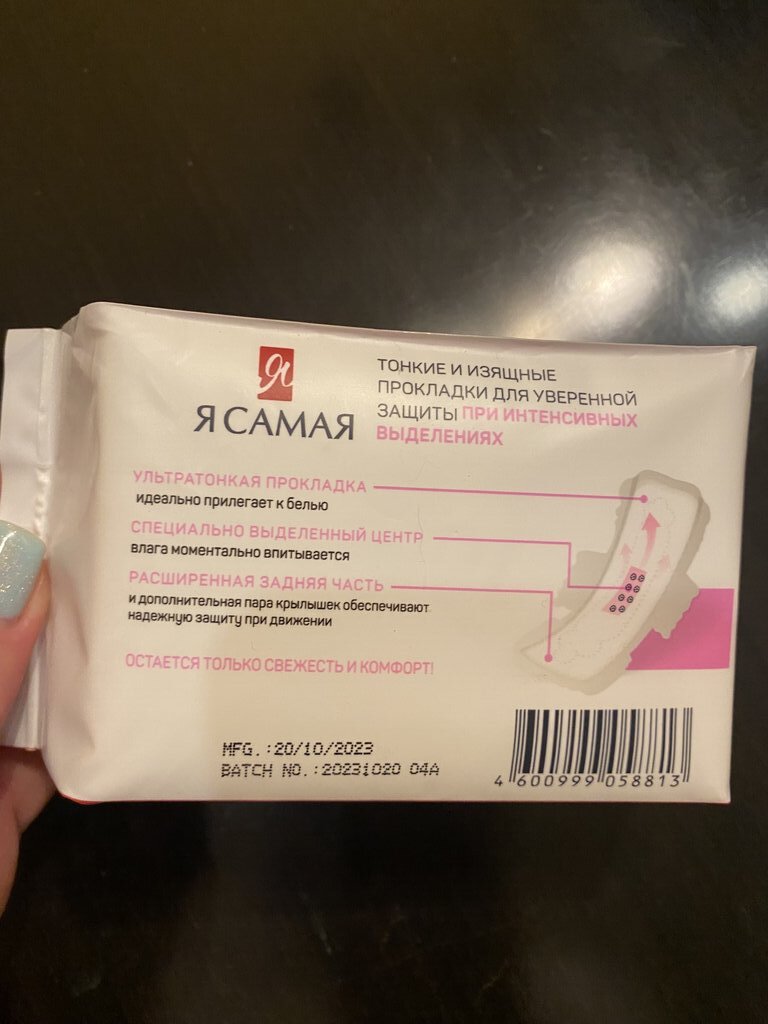 Я
Я САМАЯ
ТОНКИЕ И ИЗЯЩНЫЕ
ПРОКЛАДКИ ДЛЯ УВЕРЕННОЙ
ЗАЩИТЫ ПРИ ИНТЕНСИВНЫХ
ВЫДЕЛЕНИЯХ
УЛЬТРАТОНКАЯ ПРОКЛАДКА
идеально прилегает к белью
СПЕЦИАЛЬНО ВЫДЕЛЕННЫЙ ЦЕНТР
влага моментально впитывается
РАСШИРЕННАЯ ЗАДНЯЯ ЧАСТЬ
и дополнительная пара крылышек обеспечивают
надежную защиту при движении
ОСТАЕТСЯ ТОЛЬКО СВЕЖЕСТЬ И КОМФОРТ!
MFG.:20/10/2023
BATCH NO.:20231020 04A
4 600999 058813